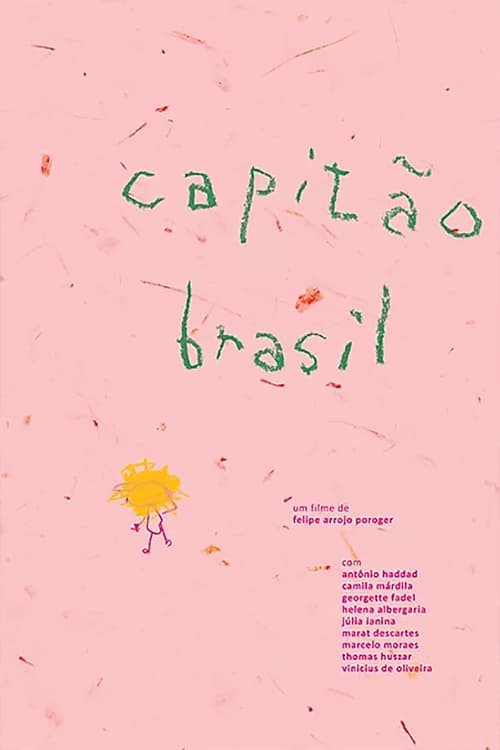 capitão
brasil
um filme de
felipe arrojo poroger
com
antônio haddad
camila márdila
georgette fadel
helena albergaria
júlia ianina
marat descartes
marcelo moraes
thomas huszar
vinicius de oliveira